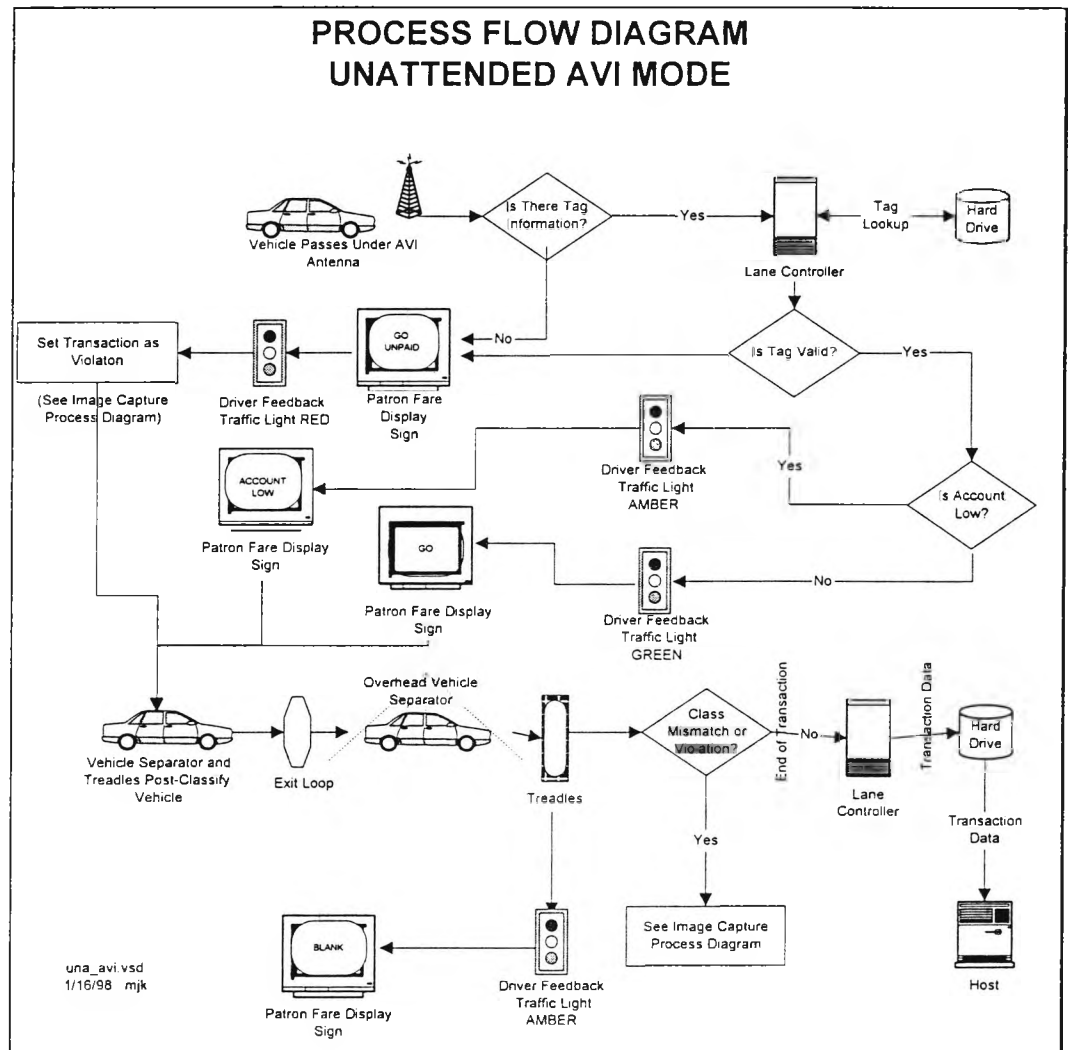 PROCESS FLOW DIAGRAM
UNATTENDED AVI MODE
Vehicle Passes Under AVI
Antenna
Is There Tag
Information?
Yes
Lane Controller
Tag
Lookup
Hard
Drive
No
Is Tag Valid?
Yes
Set Transaction as
Violaton
(See Image Capture
Process Diagram)
Driver Feedback
Traffic Light RED
GO
UNPAID
Patron Fare
Display
Sign
Driver Feedback
Traffic Light
AMBER
Yes
Is Account
Low?
ACCOUNT
LOW
Patron Fare Display
Sign
GO
Patron Fare Display
Sign
Driver Feedback
Traffic Light
GREEN
No
Vehicle Separator and
Treadles Post-Classify
Vehicle
Exit Loop
Overhead Vehicle
Separator
Treadles
Class
Mismatch or
Violation?
End of Transaction
No
Lane
Controller
Transaction Data
Hard
Drive
Transaction
Data
Host
Yes
See Image Capture
Process Diagram
BLANK
Patron Fare Display
Sign
Driver Feedback
Traffic Light
AMBER
una_avi.vsd
1/16/98 mjk